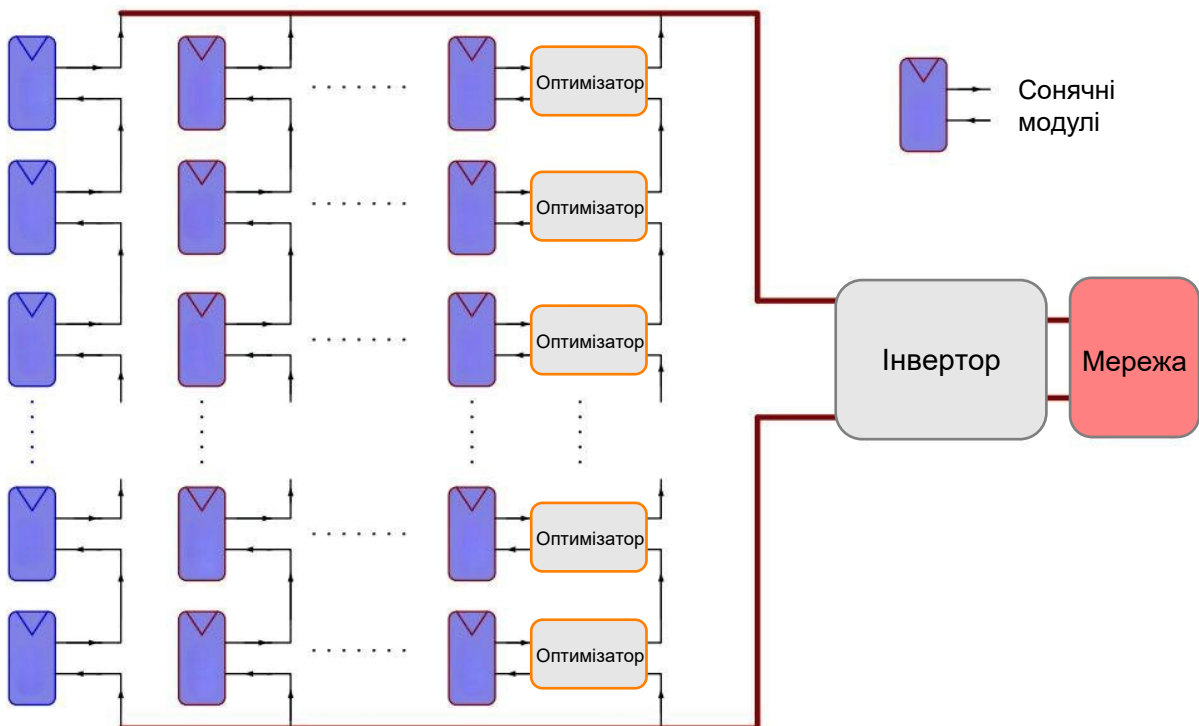 Оптимізатор
Сонячні
модулі
Оптимізатор
Оптимізатор
Інвертор
Мережа
Оптимізатор
Оптимізатор